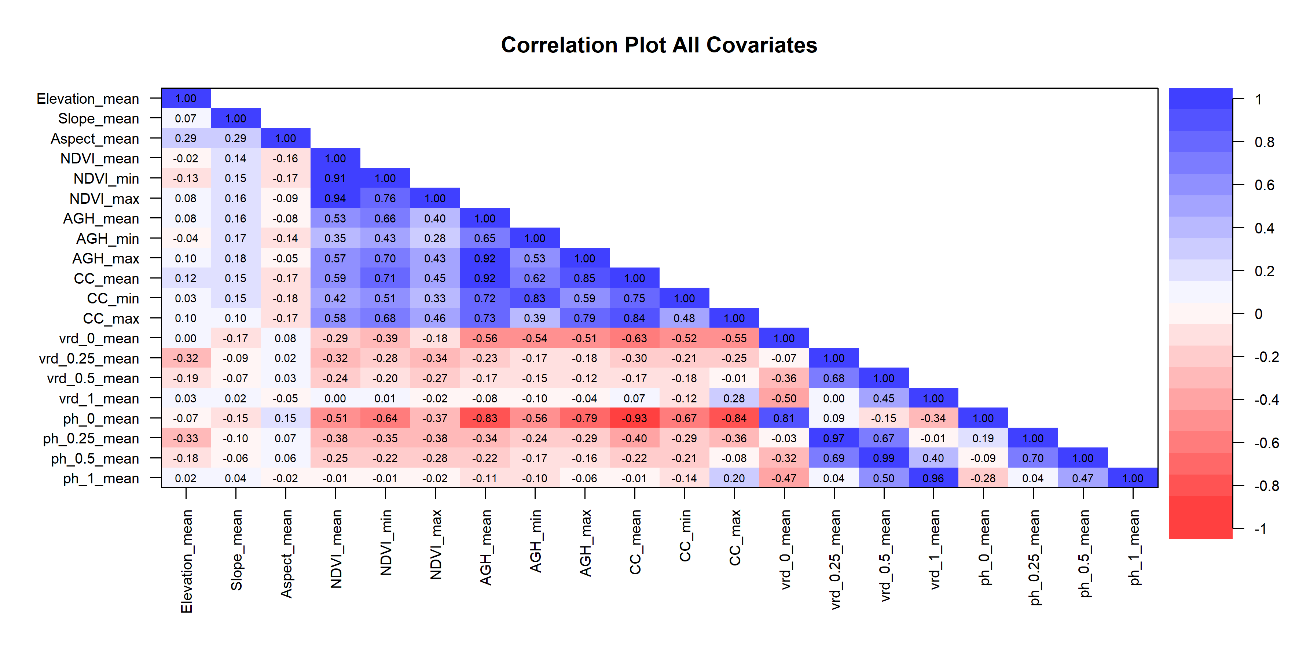 Correlation Plot All Covariates
Elevation_mean 1.00 1
Slope_mean 0.07 1.00
Aspect_mean 0.29 0.29 1.00 0.8
NDVI_mean -0.02 0.14 -0.16 1.00
NDVI_min -0.13 0.15 -0.17 0.91 1.00 0.6
NDVI_max 0.08 0.16 -0.09 0.94 0.76 1.00
AGH_mean 0.08 0.16 -0.08 0.53 0.66 0.40 1.00 0.4
AGH_min -0.04 0.17 -0.14 0.35 0.43 0.28 0.65 1.00
AGH_max 0.10 0.18 -0.05 0.57 0.70 0.43 0.92 0.53 1.00
CC_mean 0.12 0.15 -0.17 0.59 0.71 0.45 0.92 0.62 0.85 1.00 0.2
CC_min 0.03 0.15 -0.18 0.42 0.51 0.33 0.72 0.83 0.59 0.75 1.00
CC_max 0.10 0.10 -0.17 0.58 0.68 0.46 0.73 0.39 0.79 0.84 0.48 1.00 0
vrd_0_mean 0.00 -0.17 0.08 -0.29 -0.39 -0.18 -0.56 -0.54 -0.51 -0.63 -0.52 -0.55 1.00
vrd_0.25_mean -0.32 -0.09 0.02 -0.32 -0.28 -0.34 -0.23 -0.17 -0.18 -0.30 -0.21 -0.25 -0.07 1.00 -0.2
vrd_0.5_mean -0.19 -0.07 0.03 -0.24 -0.20 -0.27 -0.17 -0.15 -0.12 -0.17 -0.18 -0.01 -0.36 0.68 1.00
vrd_1_mean 0.03 0.02 -0.05 0.00 0.01 -0.02 -0.08 -0.10 -0.04 0.07 -0.12 0.28 -0.50 0.00 0.45 1.00 -0.4
ph_0_mean -0.07 -0.15 0.15 -0.51 -0.64 -0.37 -0.83 -0.56 -0.79 -0.93 -0.67 -0.84 0.81 0.09 -0.15 -0.34 1.00
ph_0.25_mean -0.33 -0.10 0.07 -0.38 -0.35 -0.38 -0.34 -0.24 -0.29 -0.40 -0.29 -0.36 -0.03 0.97 0.67 -0.01 0.19 1.00 -0.6
ph_0.5_mean -0.18 -0.06 0.06 -0.25 -0.22 -0.28 -0.22 -0.17 -0.16 -0.22 -0.21 -0.08 -0.32 0.69 0.99 0.40 -0.09 0.70 1.00
ph_1_mean 0.02 0.04 -0.02 -0.01 -0.01 -0.02 -0.11 -0.10 -0.06 -0.01 -0.14 0.20 -0.47 0.04 0.50 0.96 -0.28 0.04 0.47 1.00 -0.8
-1
Elevation_mean
Slope_mean
Aspect_mean
NDVI_mean
NDVI_min
NDVI_max
AGH_mean
AGH_min
AGH_max
CC_mean
CC_min
CC_max
vrd_0_mean
vrd_0.25_mean
vrd_0.5_mean
vrd_1_mean
ph_0_mean
ph_0.25_mean
ph_0.5_mean
ph_1_mean